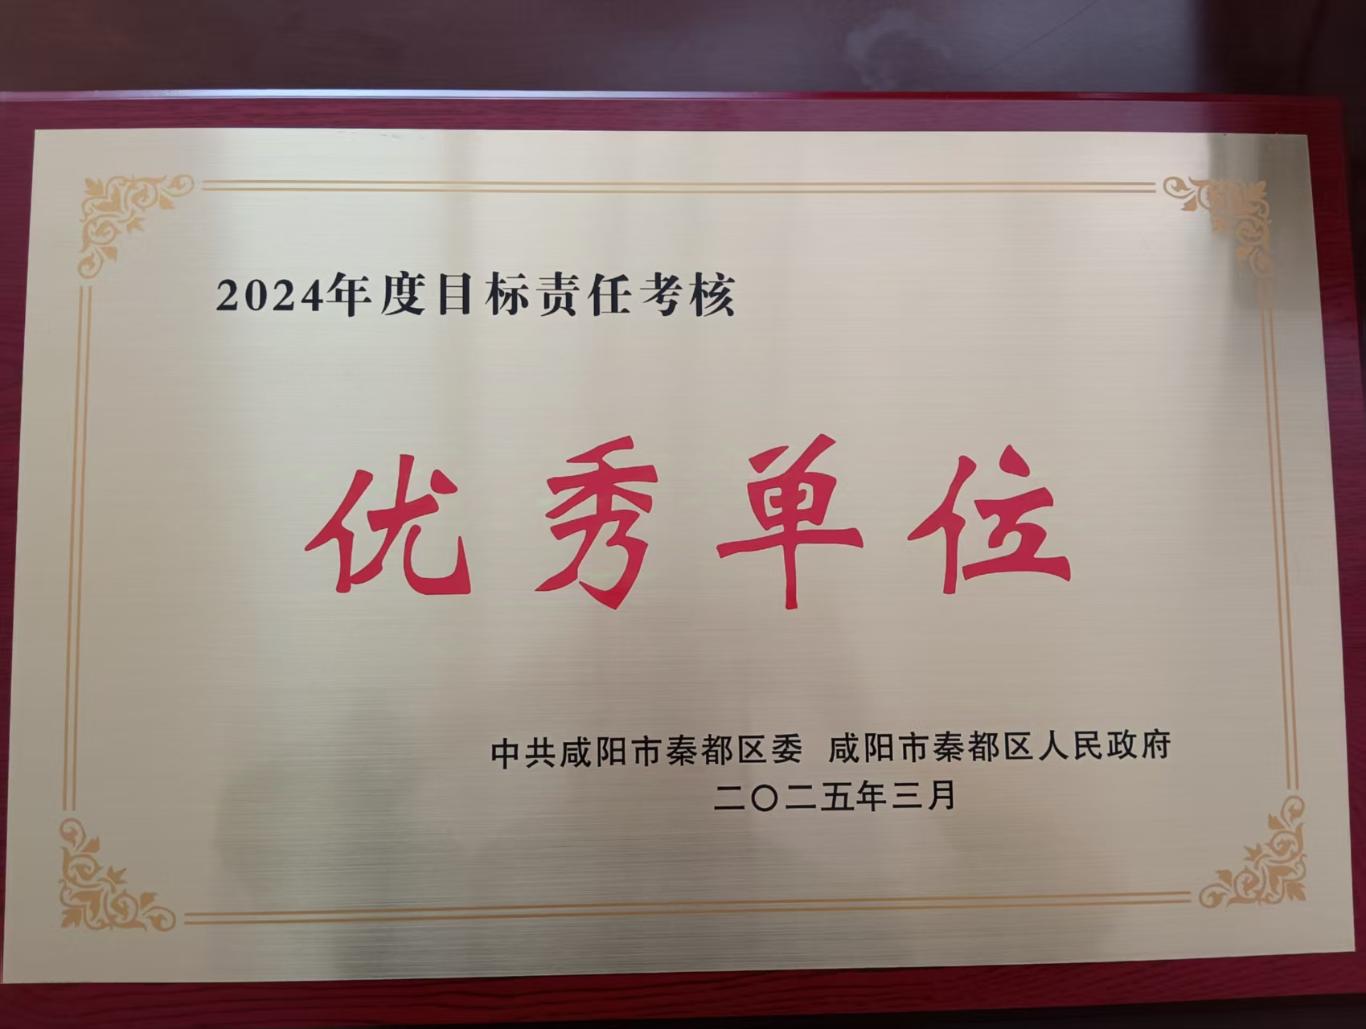 2024年度目标责任考核
优秀单位
中共咸阳市秦都区委 咸阳市秦都区人民政府
二〇二五年三月